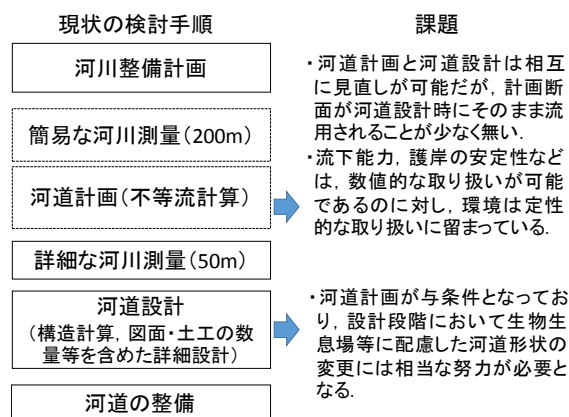 現状の検討手順
河川整備計画
簡易な河川測量(200m)
河道計画(不等流計算)
詳細な河川測量(50m)
河道設計
(構造計算, 図面・土工の数
量等を含めた詳細設計)
河道の整備
課題
・河道計画と河道設計は相互
に見直しが可能だが, 計画断
面が河道設計時にそのまま流
用されることが少なく無い.
・流下能力, 護岸の安定性など
は, 数値的な取り扱いが可能
であるのに対し, 環境は定性
的な取り扱いに留まっている.
・河道計画が与条件となってお
り, 設計段階において生物生
息場等に配慮した河道形状の
変更には相当な努力が必要と
なる.